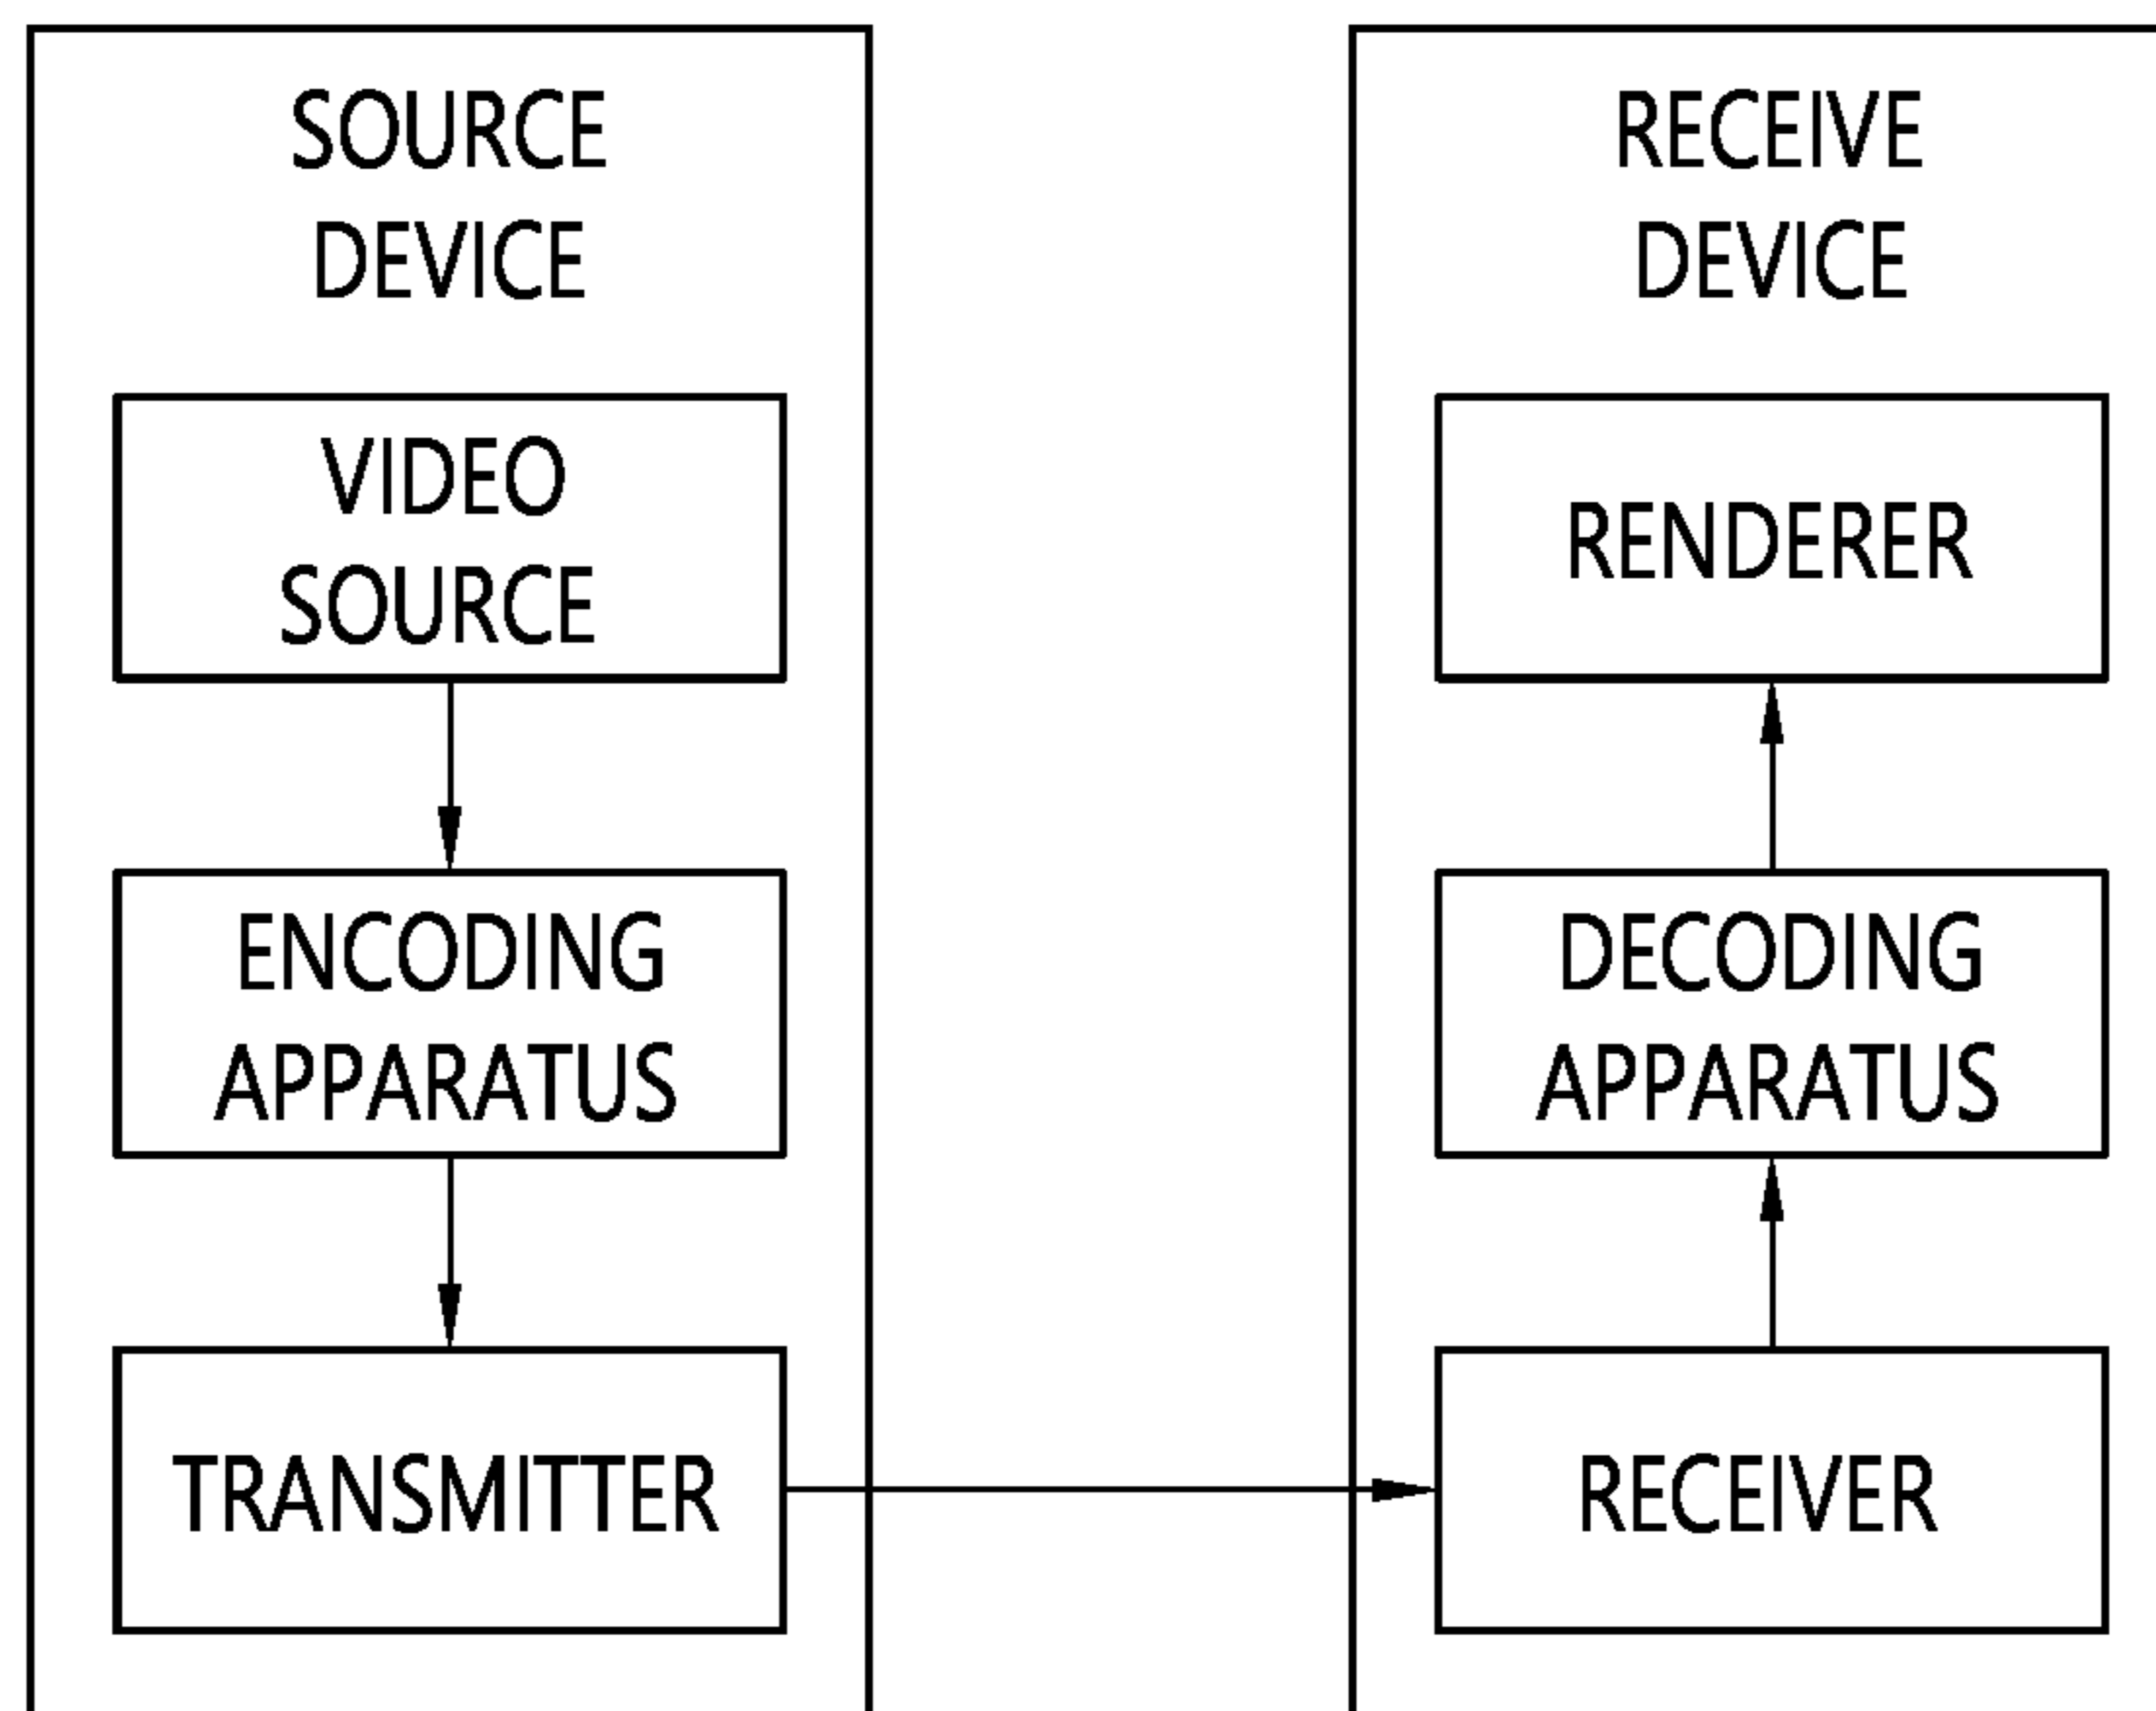 SOURCE
DEVICE
VIDEO
SOURCE
ENCODING
APPARATUS
TRANSMITTER
RECEIVE
DEVICE
RENDERER
DECODING
APPARATUS
RECEIVER